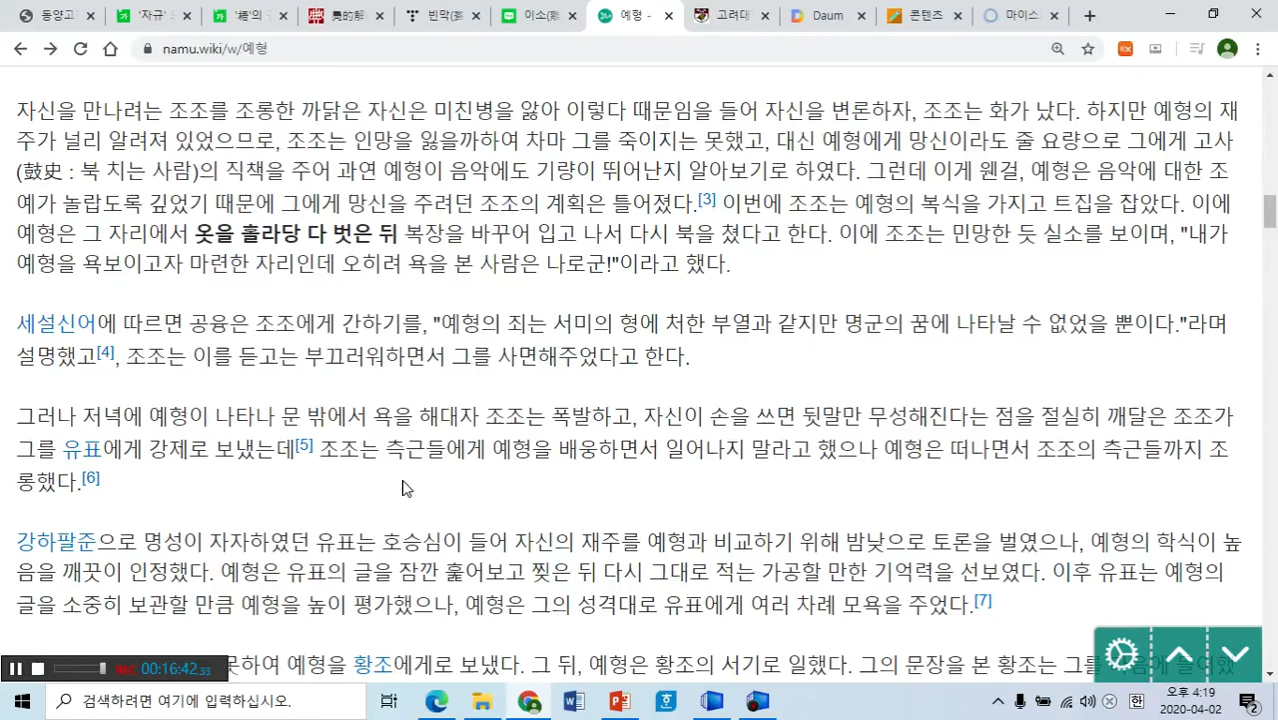 동양고
'자규'
'梧'의
奥的解
빈막(
이소(
예형 -
고려다
Daum
콘텐츠
마이스
namu.wiki/w/예형
자신을 만나려는 조조를 조롱한 까닭은 자신은 미친병을 앓아 이렇다 때문임을 들어 자신을 변론하자, 조조는 화가 났다. 하지만 예형의 재
주가 널리 알려져 있었으므로, 조조는 인망을 잃을까하여 차마 그를 죽이지는 못했고, 대신 예형에게 망신이라도 줄 요량으로 그에게 고사
(鼓史 : 북 치는 사람)의 직책을 주어 과연 예형이 음악에도 기량이 뛰어난지 알아보기로 하였다. 그런데 이게 웬걸, 예형은 음악에 대한 조
예가 놀랍도록 깊었기 때문에 그에게 망신을 주려던 조조의 계획은 틀어졌다.[3] 이번에 조조는 예형의 복식을 가지고 트집을 잡았다. 이에
예형은 그 자리에서 옷을 홀라당 다 벗은 뒤 복장을 바꾸어 입고 나서 다시 북을 쳤다고 한다. 이에 조조는 민망한 듯 실소를 보이며, "내가
예형을 욕보이고자 마련한 자리인데 오히려 욕을 본 사람은 나로군!"이라고 했다.
세설신어에 따르면 공융은 조조에게 간하기를, "예형의 죄는 서미의 형에 처한 부열과 같지만 명군의 꿈에 나타날 수 없었을 뿐이다."라며
설명했고[4], 조조는 이를 듣고는 부끄러워하면서 그를 사면해주었다고 한다.
그러나 저녁에 예형이 나타나 문 밖에서 욕을 해대자 조조는 폭발하고, 자신이 손을 쓰면 뒷말만 무성해진다는 점을 절실히 깨달은 조조가
그를 유표에게 강제로 보냈는데[5] 조조는 측근들에게 예형을 배웅하면서 일어나지 말라고 했으나 예형은 떠나면서 조조의 측근들까지 조
롱했다.[6]
강하팔준으로 명성이 자자하였던 유표는 호승심이 들어 자신의 재주를 예형과 비교하기 위해 밤낮으로 토론을 벌였으나, 예형의 학식이 높
음을 깨끗이 인정했다. 예형은 유표의 글을 잠깐 훑어보고 찢은 뒤 다시 그대로 적는 가공할 만한 기억력을 선보였다. 이후 유표는 예형의
글을 소중히 보관할 만큼 예형을 높이 평가했으나, 예형은 그의 성격대로 유표에게 여러 차례 모욕을 주었다.[7]
못하여 예형을 황조에게로 보냈다. 그 뒤, 예형은 황조의 서기로 일했다. 그의 문장을 본 황조는 그를
REC 00:16:42.33
검색하려면 여기에 입력하십시오.
한
오후 4:19
2020-04-02
2